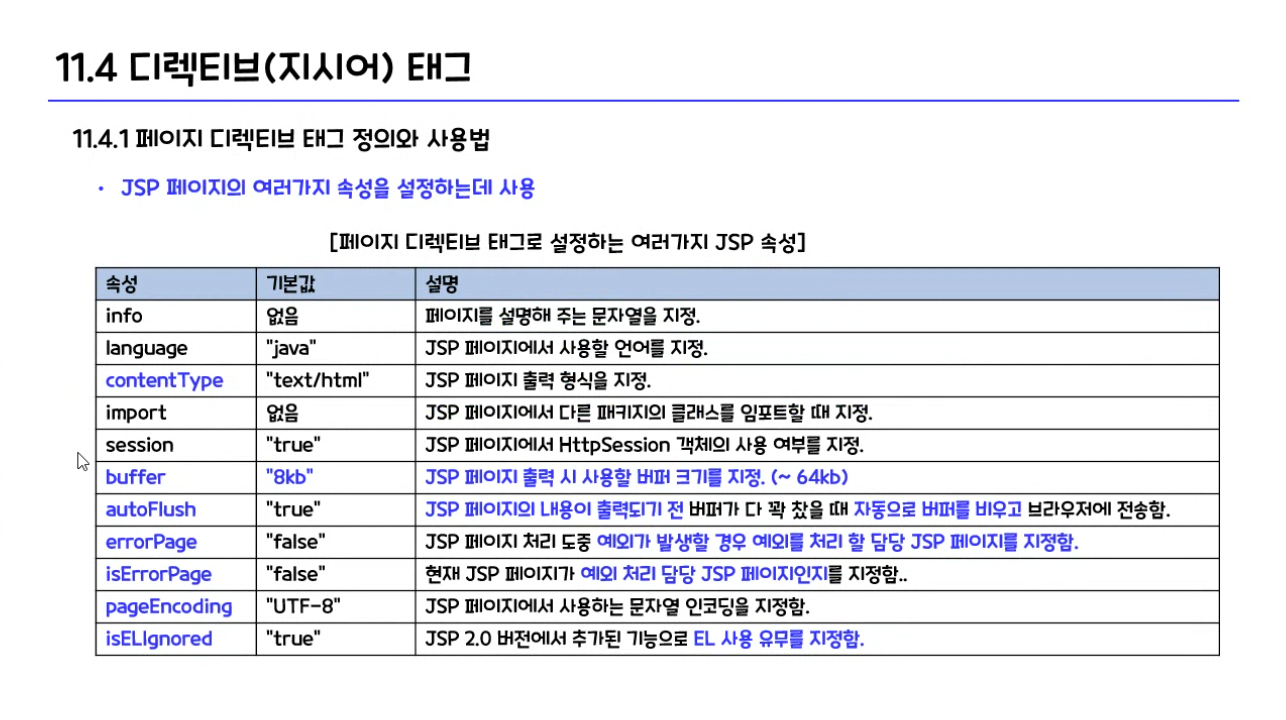 11.4 디렉티브(지시어) 태그
11.4.1 페이지 디렉티브 태그 정의와 사용법
• JSP 페이지의 여러가지 속성을 설정하는데 사용
[페이지 디렉티브 태그로 설정하는 여러가지 JSP 속성]
속성 기본값 설명
info 없음 페이지를 설명해 주는 문자열을 지정.
language "java" JSP 페이지에서 사용할 언어를 지정.
contentType "text/html" JSP 페이지 출력 형식을 지정.
import 없음 JSP 페이지에서 다른 패키지의 클래스를 임포트할 때 지정.
session "true" JSP 페이지에서 HttpSession 객체의 사용 여부를 지정.
buffer "8kb" JSP 페이지 출력 시 사용할 버퍼 크기를 지정. (~ 64kb)
autoFlush "true" JSP 페이지의 내용이 출력되기 전 버퍼가 다 꽉 찼을 때 자동으로 버퍼를 비우고 브라우저에 전송함.
errorPage "false" JSP 페이지 처리 도중 예외가 발생할 경우 예외를 처리 할 담당 JSP 페이지를 지정함.
isErrorPage "false" 현재 JSP 페이지가 예외 처리 담당 JSP 페이지인지를 지정함..
pageEncoding "UTF-8" JSP 페이지에서 사용하는 문자열 인코딩을 지정함.
isELIgnored "true" JSP 2.0 버전에서 추가된 기능으로 EL 사용 유무를 지정함.